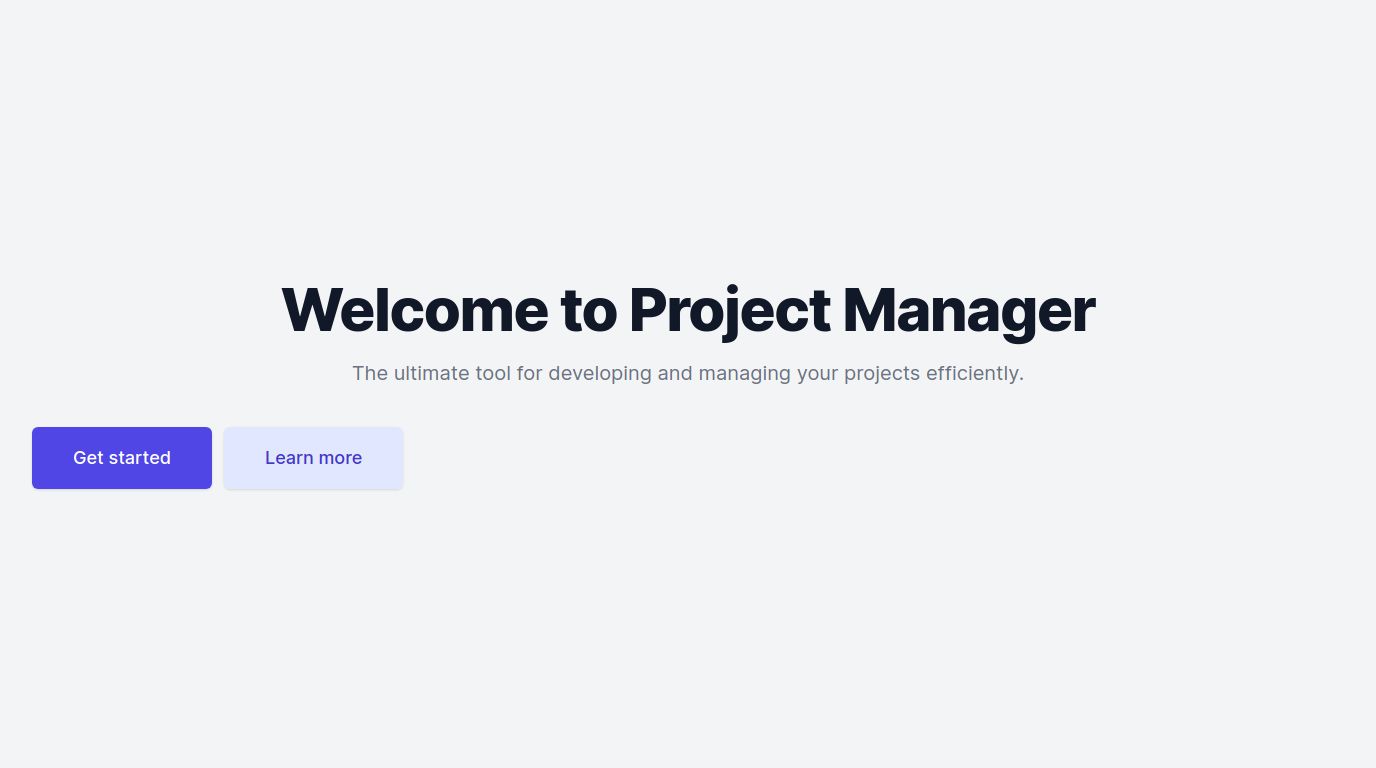 Welcome to Project Manager
The ultimate tool for developing and managing your projects efficiently.
Get started
Learn more